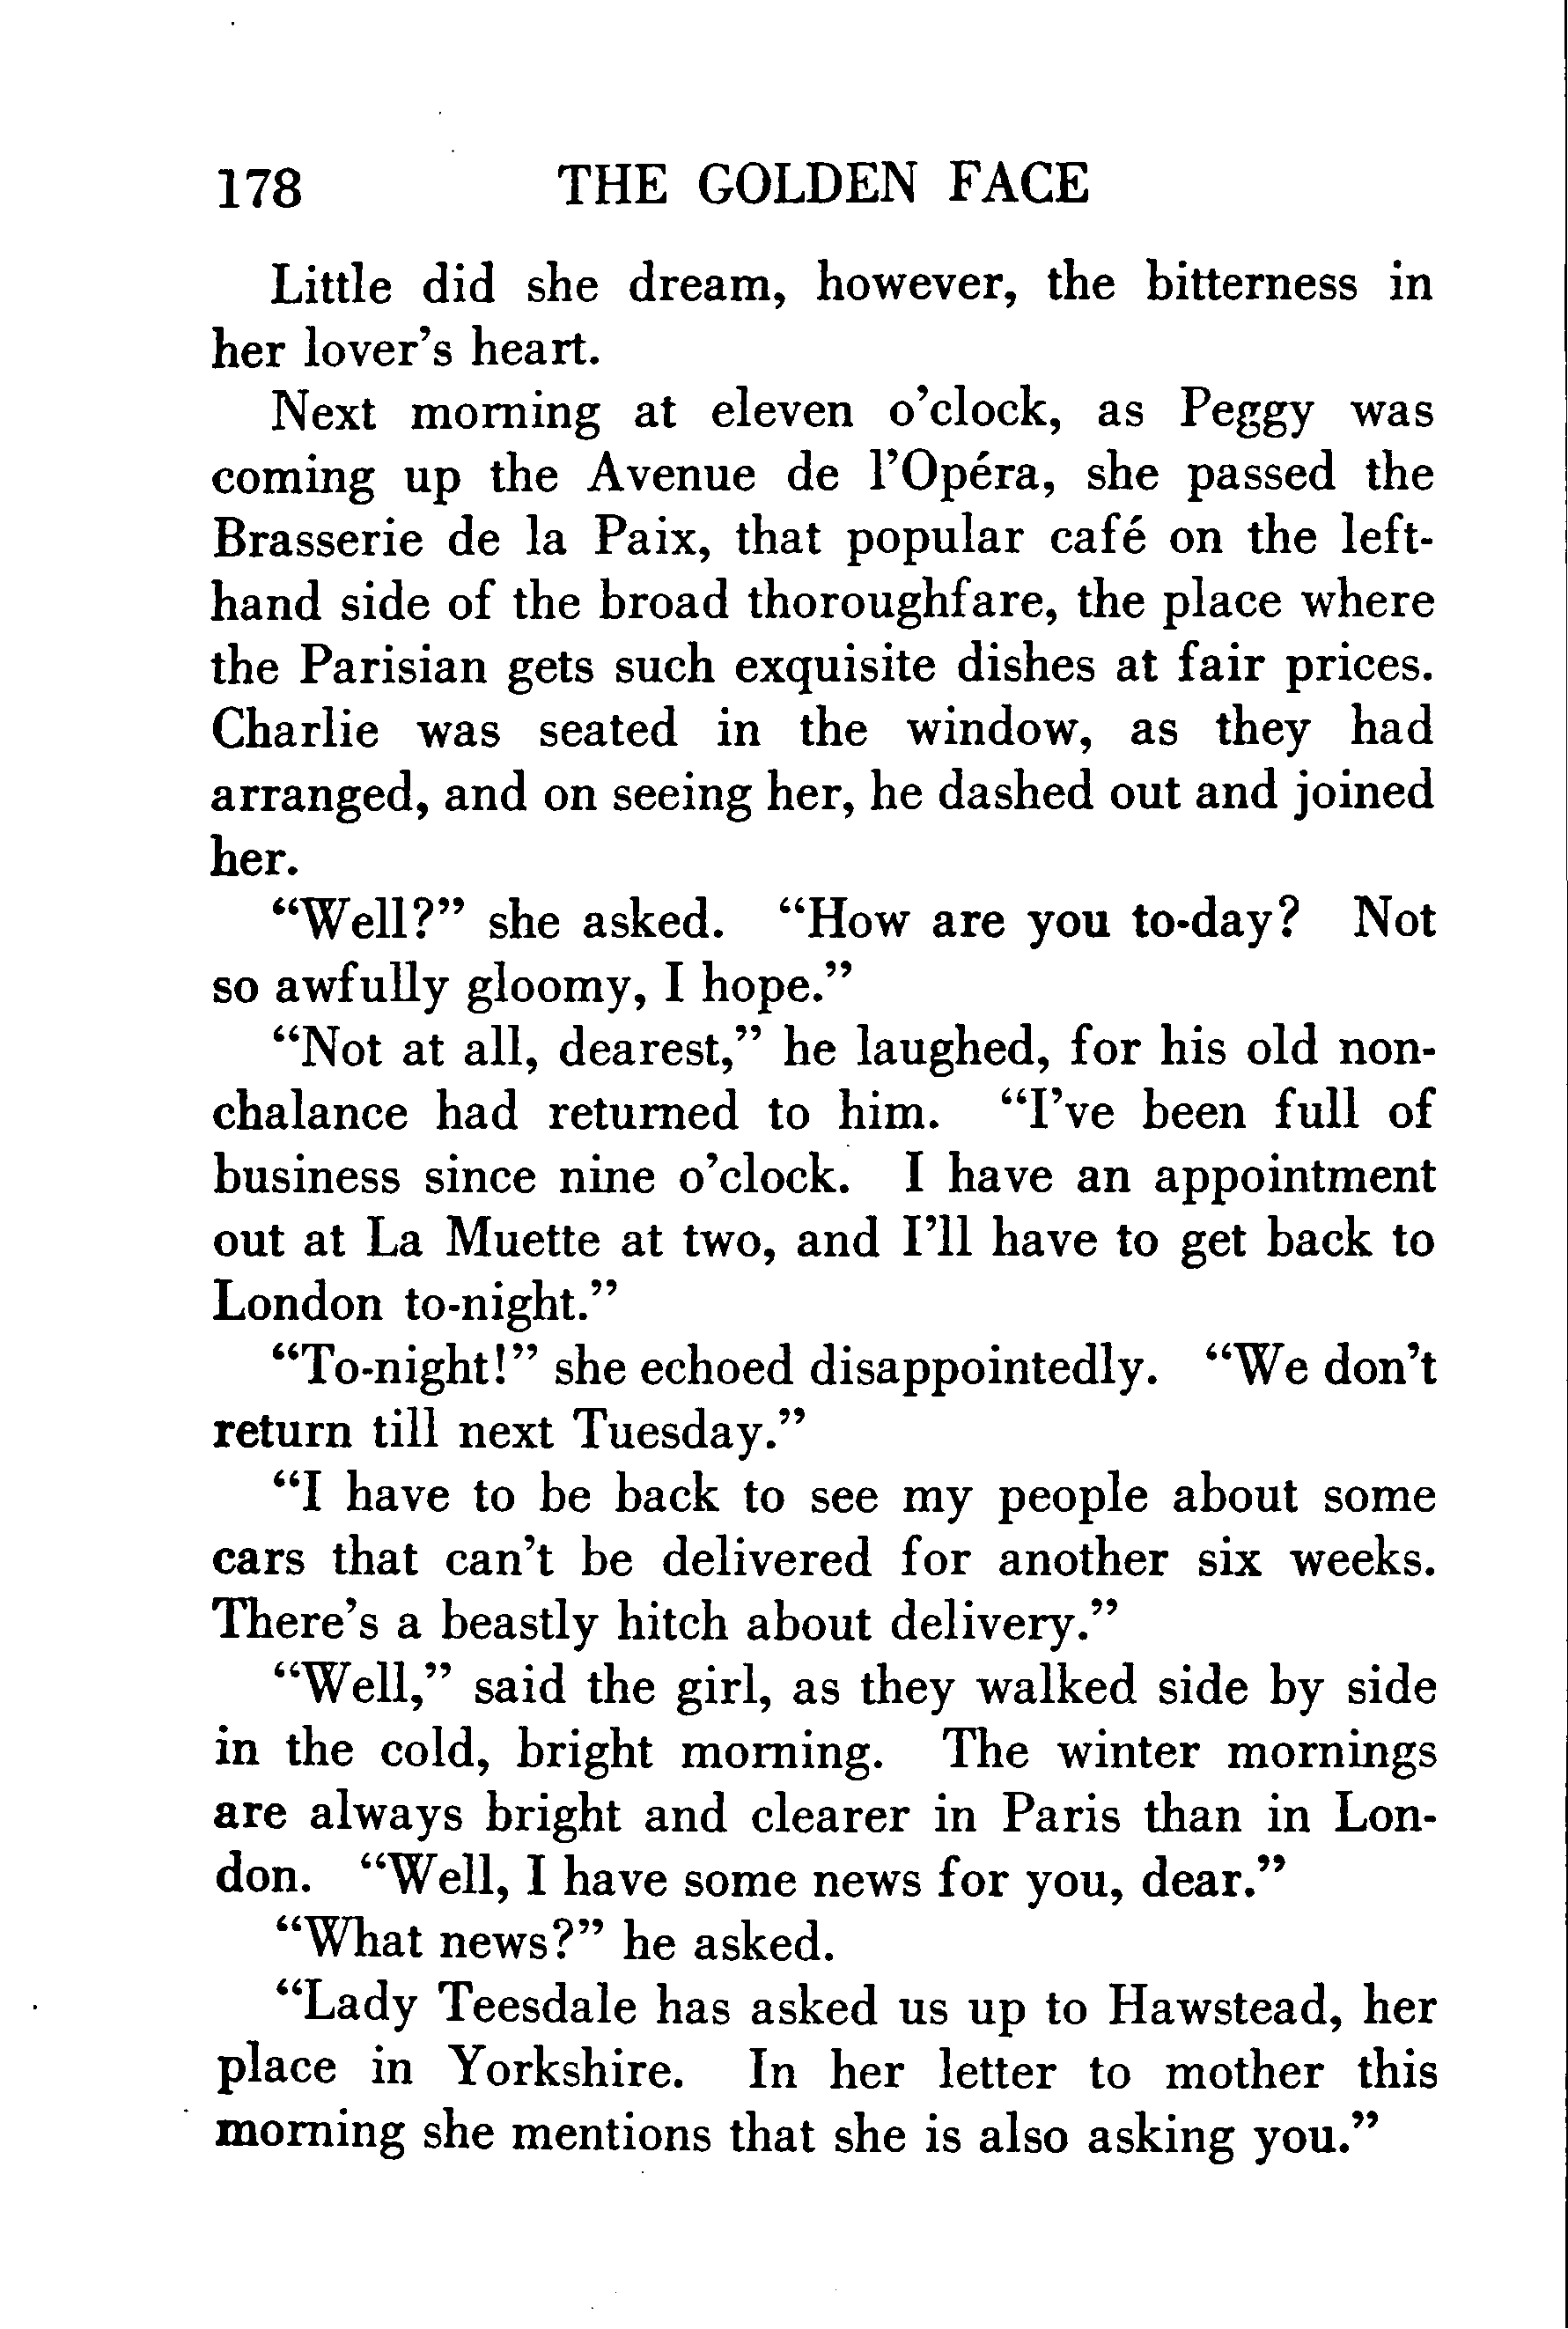 178 THE GOLDEN FACE
Little did she dream, however, the bitterness in
her lover's heart.
Next morning at eleven o'clock, as Peggy was
coming up the Avenue de l'Opéra, she passed the
Brasserie de la Paix, that popular café on the left-
hand side of the broad thoroughfare, the place where
the Parisian gets such exquisite dishes at fair prices.
Charlie was seated in the window, as they had
arranged, and on seeing her, he dashed out and joined
her.
“Well?” she asked. “How are you to-day? Not
so awfully gloomy, I hope.”
“Not at all, dearest,” he laughed, for his old non-
chalance had returned to him. “I've been full of
business since nine o'clock. I have an appointment
out at La Muette at two, and I'll have to get back to
London to-night.”
“To-night!” she echoed disappointedly. “We don't
return till next Tuesday.”
“I have to be back to see my people about some
cars that can't be delivered for another six weeks.
There's a beastly hitch about delivery.”
“Well,” said the girl, as they walked side by side
in the cold, bright morning. The winter mornings
are always bright and clearer in Paris than in Lon-
don. “Well, I have some news for you, dear.”
“What news?” he asked.
“Lady Teesdale has asked us up to Hawstead, her
place in Yorkshire. In her letter to mother this
morning she mentions that she is also asking you.”